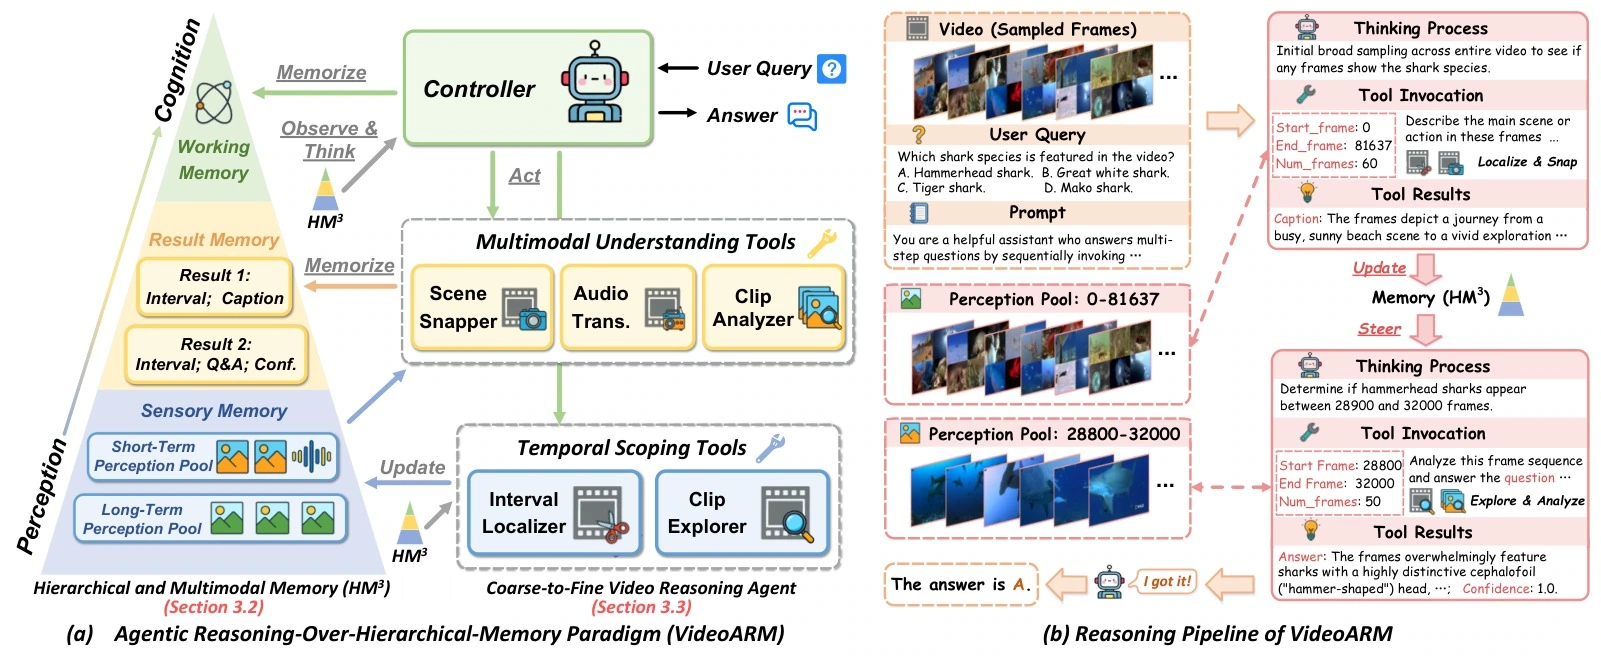 Cognition
Perception
Working
Memory
Result Memory
Result 1:
Interval; Caption
Result 2:
Interval; Q&A; Conf.
Sensory Memory
Short-Term
Perception Pool
Long-Term
Perception Pool
Hierarchical and Multimodal Memory (HM³)
(Section 3.2)
Memorize
Observe &
Think
HM³
Controller
User Query
?
Answer
Act
Memorize
Multimodal Understanding Tools
Scene
Snapper
Audio
Trans.
Clip
Analyzer
Update
HM³
Temporal Scoping Tools
Interval
Localizer
Clip
Explorer
Coarse-to-Fine Video Reasoning Agent
(Section 3.3)
(a) Agentic Reasoning-Over-Hierarchical-Memory Paradigm (VideoARM)
Video (Sampled Frames)
...
? User Query
Which shark species is featured in the video?
A. Hammerhead shark. B. Great white shark.
C. Tiger shark. D. Mako shark.
Prompt
You are a helpful assistant who answers multi-
step questions by sequentially invoking ⋯
Perception Pool: 0-81637
...
Perception Pool: 28800-32000
...
The answer is A.
I got it!
Thinking Process
Initial broad sampling across entire video to see if
any frames show the shark species.
Tool Invocation
Start_frame: 0
End_frame: 81637
Num_frames: 60
Describe the main scene or
action in these frames ...
Localize & Snap
Tool Results
Caption: The frames depict a journey from a
busy, sunny beach scene to a vivid exploration ⋯
Update
Memory (HM³)
Steer
Thinking Process
Determine if hammerhead sharks appear
between 28900 and 32000 frames.
Tool Invocation
Start Frame: 28800
End Frame: 32000
Num_frames: 50
Analyze this frame sequence
and answer the question ⋯
Explore & Analyze
Tool Results
Answer: The frames overwhelmingly feature
sharks with a highly distinctive cephalofoil
("hammer-shaped") head, ⋯; Confidence: 1.0.
(b) Reasoning Pipeline of VideoARM